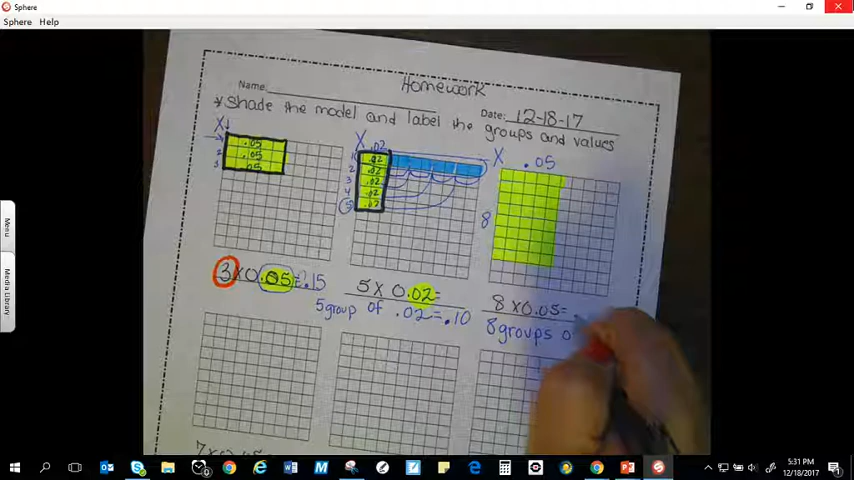 Sphere
Sphere Help
Menu
Media Library
Homework
Name:
Date: 12-18-17
*Shade the model and label the groups and values
X
.05
.05
.05
X .02
1 .02
2 .02
3 .02
4 .02
5 .02
X .05
8
3 x 0.05 = .15
5 x 0.02 =
5 group of .02 = .10
8 x 0.05 =
8 groups o
5:31 PM
12/18/2017